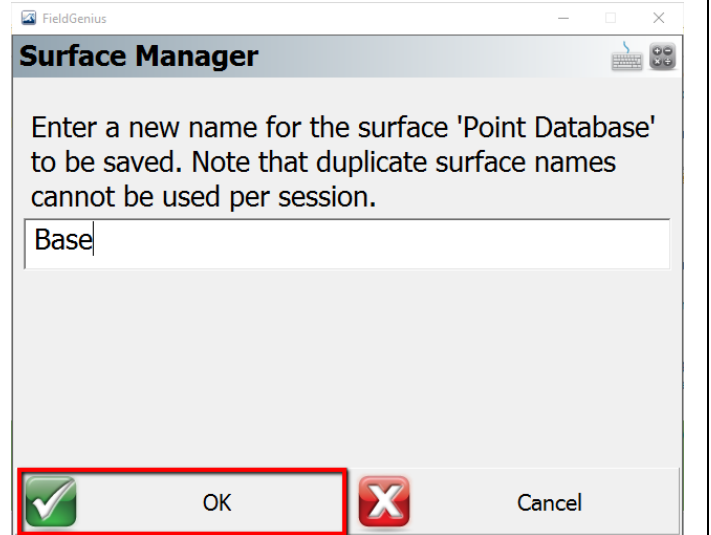 FieldGenius
Surface Manager
Enter a new name for the surface 'Point Database'
to be saved. Note that duplicate surface names
cannot be used per session.
Base
OK
Cancel